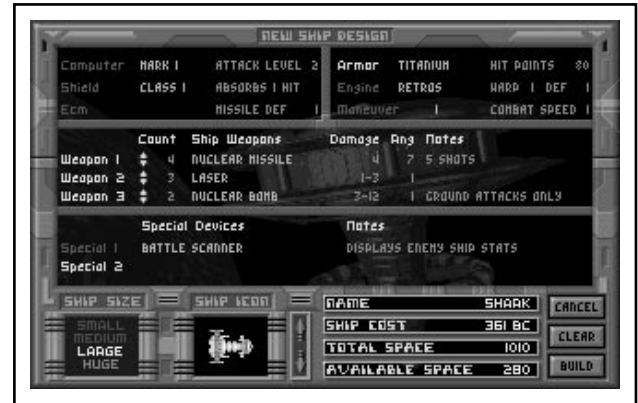 NEW SHIP DESIGN
Computer MARK I ATTACK LEVEL 2 Armor TITANIUM HIT POINTS 80
Shield CLASS I ABSORBS 1 HIT Engine RETROS WARP 1 DEF 1
Ecm MISSILE DEF 1 Maneuver 1 COMBAT SPEED 1
Count Ship Weapons Damage Rng Notes
Weapon 1 4 NUCLEAR MISSILE 4 7 5 SHOTS
Weapon 2 3 LASER 1-3 1
Weapon 3 2 NUCLEAR BOMB 3-12 1 GROUND ATTACKS ONLY
Special Devices Notes
Special 1 BATTLE SCANNER DISPLAYS ENEMY SHIP STATS
Special 2
SHIP SIZE SHIP ICON NAME SHARK CANCEL
SMALL SHIP COST 361 BC
MEDIUM CLEAR
LARGE TOTAL SPACE 1010
HUGE AVAILABLE SPACE 280 BUILD